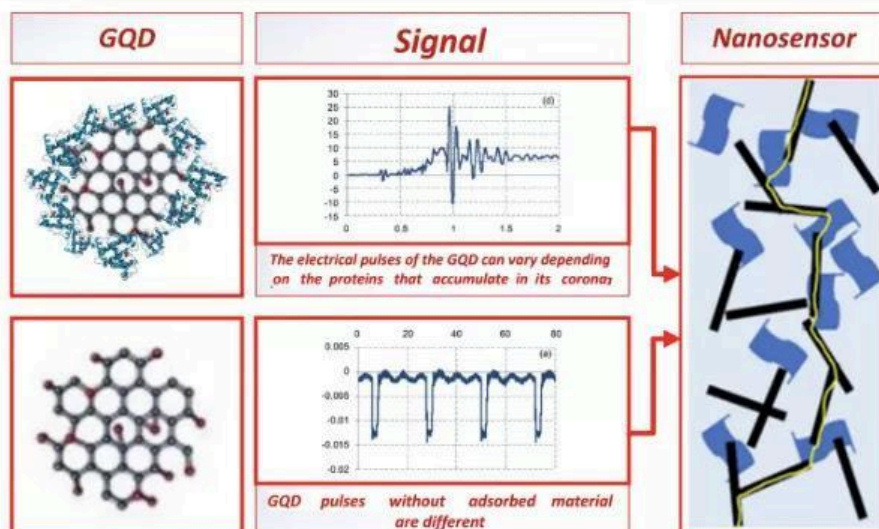 GQD
Signal
Nanosensor
30
25
20
15
10
5
0
-5
-10
-15
(d)
0
0.5
1
1.5
2
The electrical pulses of the GQD can vary depending
on the proteins that accumulate in its corona
0
20
40
60
80
0.005
0
-0.005
-0.01
-0.015
-0.02
(e)
GQD pulses without adsorbed material
are different